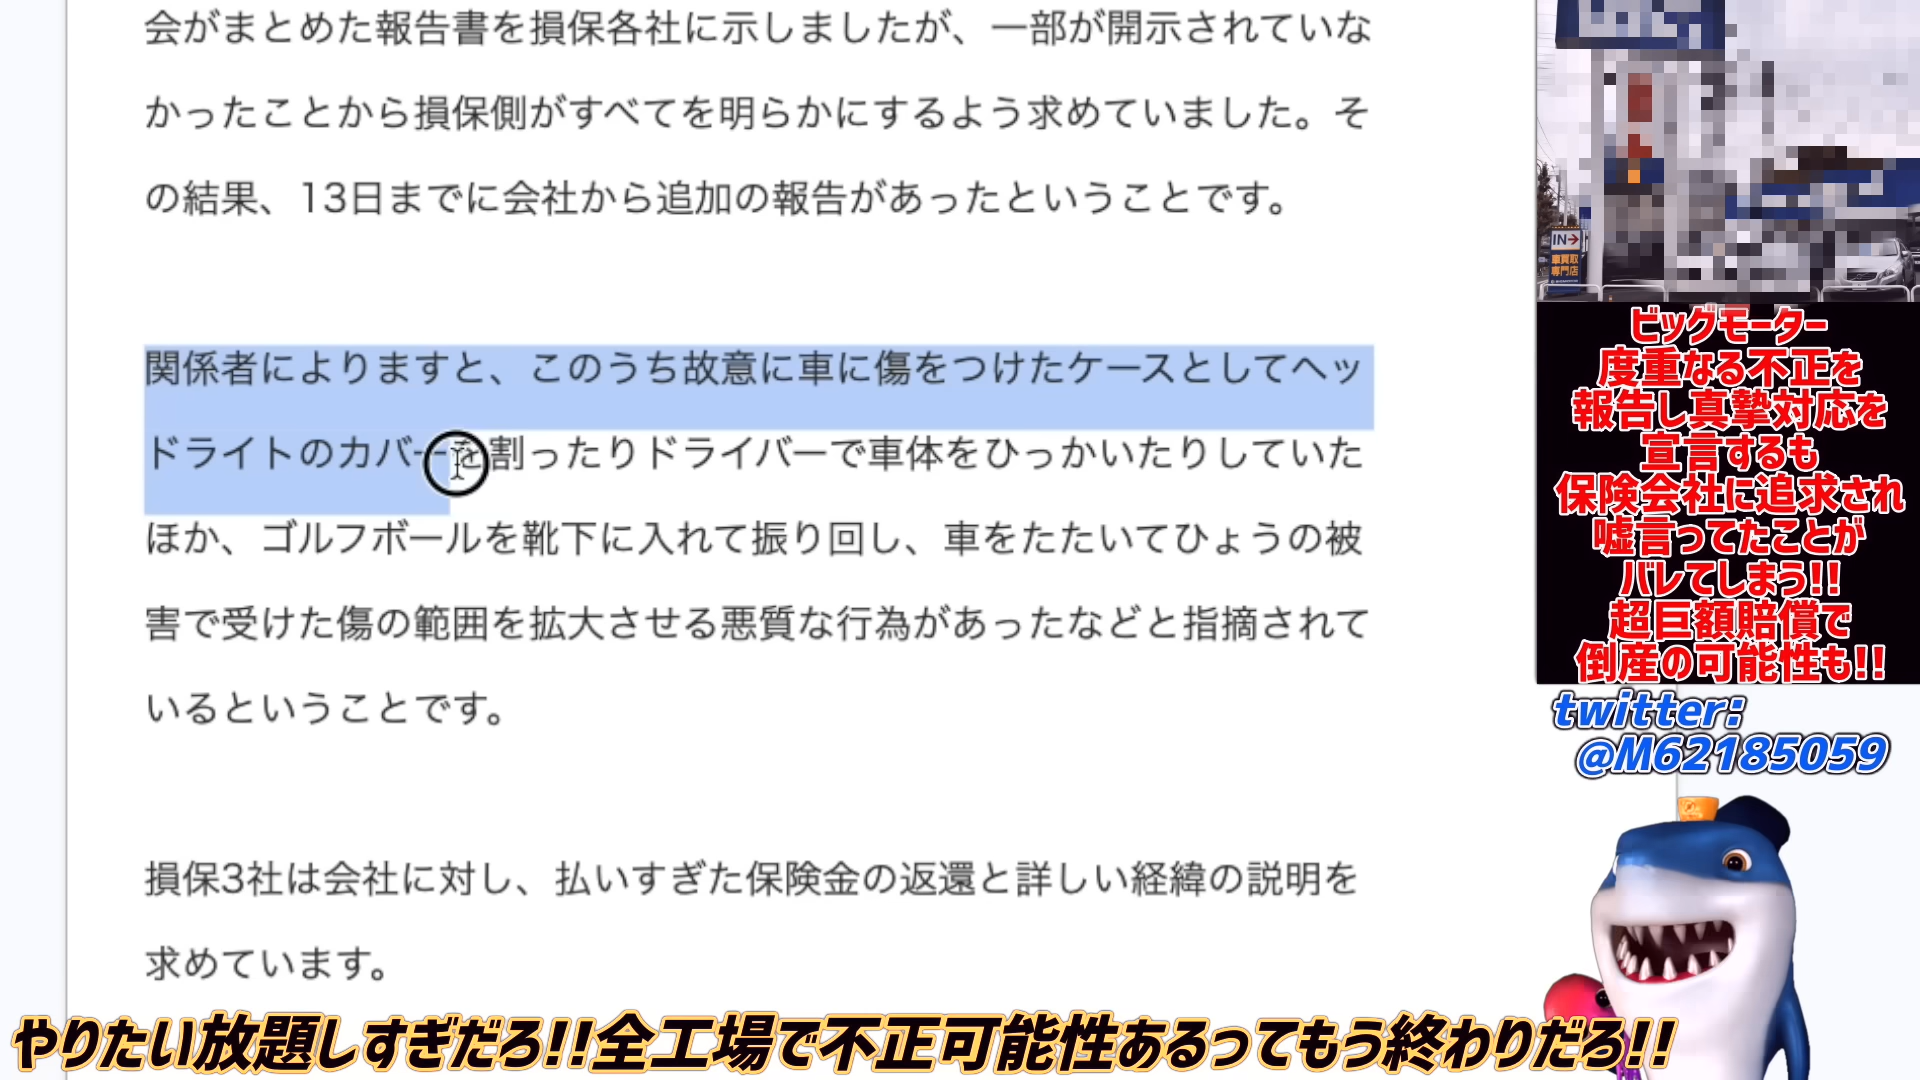 会がまとめた報告書を損保各社に示しましたが、一部が開示されていな
かったことから損保側がすべてを明らかにするよう求めていました。そ
の結果、13日までに会社から追加の報告があったということです。
関係者によりますと、このうち故意に車に傷をつけたケースとしてヘッ
ドライトのカバーを割ったりドライバーで車体をひっかいたりしていた
ほか、ゴルフボールを靴下に入れて振り回し、車をたたいてひょうの被
害で受けた傷の範囲を拡大させる悪質な行為があったなどと指摘されて
いるということです。
損保3社は会社に対し、払いすぎた保険金の返還と詳しい経緯の説明を
求めています。
IN→
車買取
専門店
ビッグモーター
度重なる不正を
報告し真摯対応を
宣言するも
保険会社に追求され
嘘言ってたことが
バレてしまう!!
超巨額賠償で
倒産の可能性も!!
twitter:
@M62185059
やりたい放題しすぎだろ!!全工場で不正可能性あるってもう終わりだろ!!